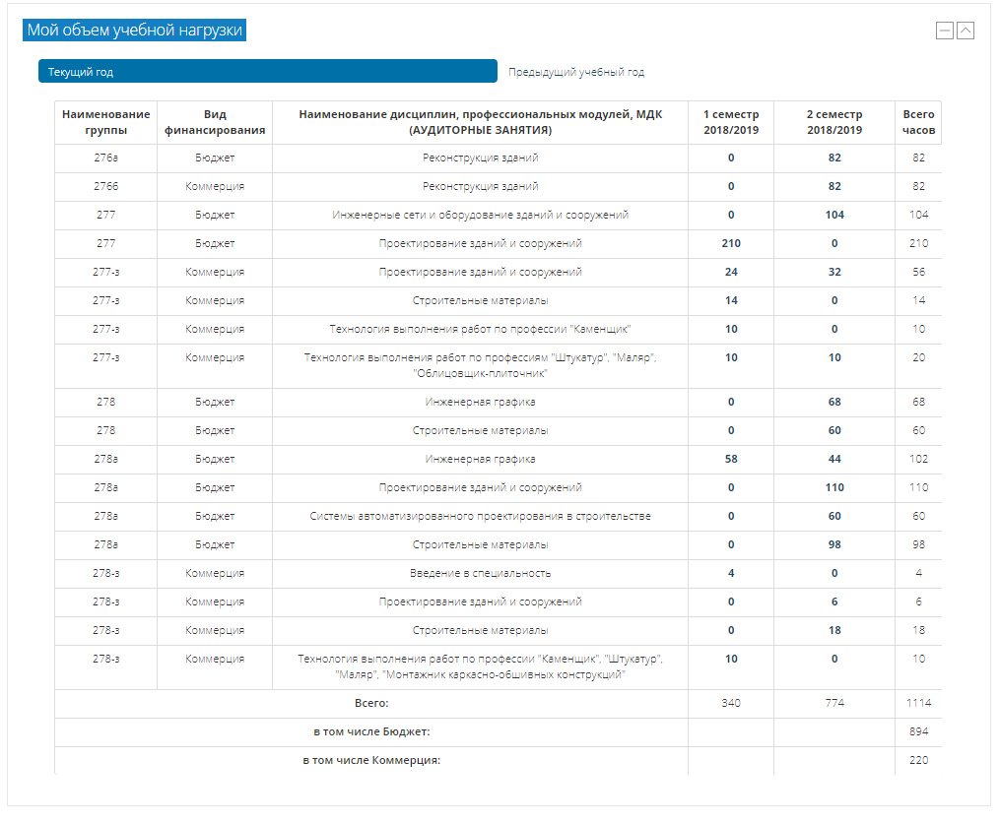 Мой объем учебной нагрузки
Текущий год Предыдущий учебный год
Наименование группы Вид финансирования Наименование дисциплин, профессиональных модулей, МДК (АУДИТОРНЫЕ ЗАНЯТИЯ) 1 семестр 2018/2019 2 семестр 2018/2019 Всего часов
276а Бюджет Реконструкция зданий 0 82 82
276б Коммерция Реконструкция зданий 0 82 82
277 Бюджет Инженерные сети и оборудование зданий и сооружений 0 104 104
277 Бюджет Проектирование зданий и сооружений 210 0 210
277-з Коммерция Проектирование зданий и сооружений 24 32 56
277-з Коммерция Строительные материалы 14 0 14
277-з Коммерция Технология выполнения работ по профессии "Каменщик" 10 0 10
277-з Коммерция Технология выполнения работ по профессиям "Штукатур", "Маляр", 10 10 20
"Облицовщик-плиточник"
278 Бюджет Инженерная графика 0 68 68
278 Бюджет Строительные материалы 0 60 60
278а Бюджет Инженерная графика 58 44 102
278а Бюджет Проектирование зданий и сооружений 0 110 110
278а Бюджет Системы автоматизированного проектирования в строительстве 0 60 60
278а Бюджет Строительные материалы 0 98 98
278-з Коммерция Введение в специальность 4 0 4
278-з Коммерция Проектирование зданий и сооружений 0 6 6
278-з Коммерция Строительные материалы 0 18 18
278-з Коммерция Технология выполнения работ по профессии "Каменщик", "Штукатур", 10 0 10
"Маляр", "Монтажник каркасно-обшивных конструкций"
Всего: 340 774 1114
в том числе Бюджет: 894
в том числе Коммерция: 220